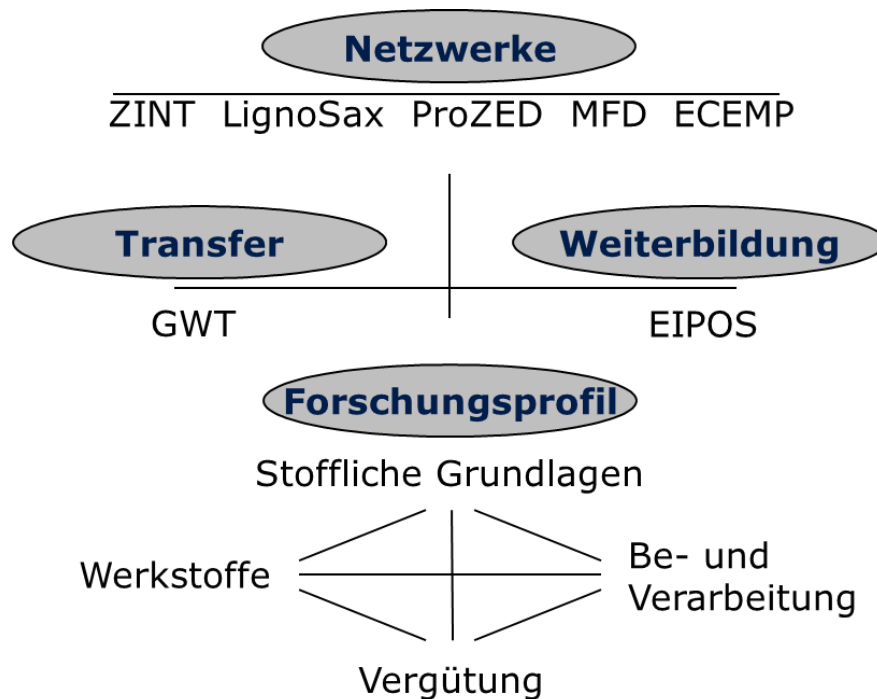 Netzwerke
ZINT LignoSax ProZED MFD ECEMP
Transfer
Weiterbildung
GWT
EIPOS
Forschungsprofil
Stoffliche Grundlagen
Werkstoffe
Be- und
Verarbeitung
Vergütung